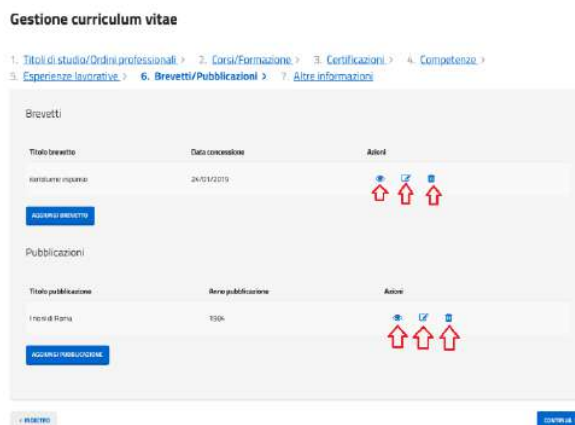 Gestione curriculum vitae
1. Titoli di studio/Ordini professionali > 2. Corsi/Formazione > 3. Certificazioni > 4. Competenze >
5. Esperienze lavorative > 6. Brevetti/Pubblicazioni > 7. Altre informazioni
Brevetti
Titolo brevetto Data concessione Azioni
espanso 24/01/2019
AGGIUNGI BREVETTO
Pubblicazioni
Titolo pubblicazione Anno pubblicazione Azioni
di Roma 1984
AGGIUNGI PUBBLICAZIONE
< INDIETRO CONTINUA